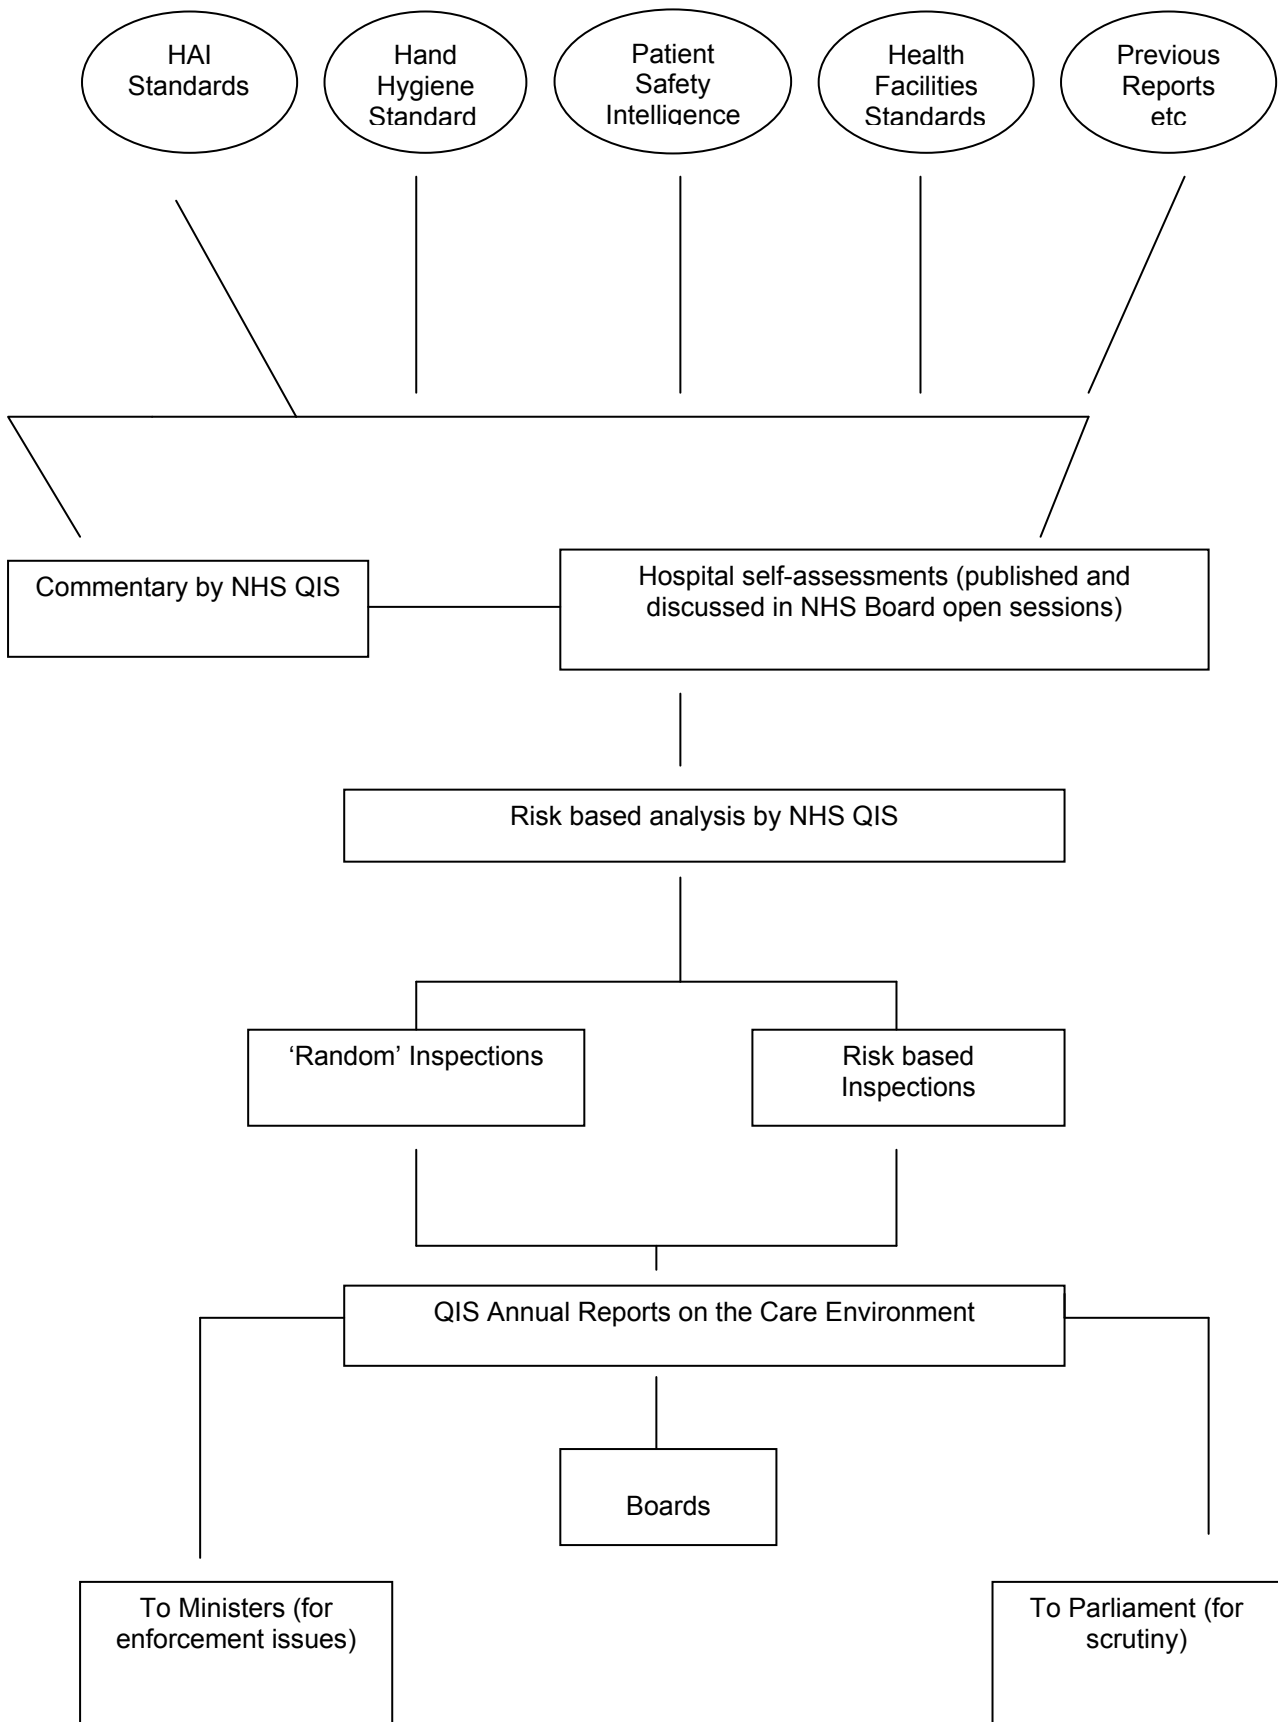 HAI
Standards
Hand
Hygiene
Standard
Patient
Safety
Intelligence
Health
Facilities
Standards
Previous
Reports
etc
Commentary by NHS QIS
Hospital self-assessments (published and
discussed in NHS Board open sessions)
Risk based analysis by NHS QIS
‘Random’ Inspections
Risk based
Inspections
QIS Annual Reports on the Care Environment
Boards
To Ministers (for
enforcement issues)
To Parliament (for
scrutiny)